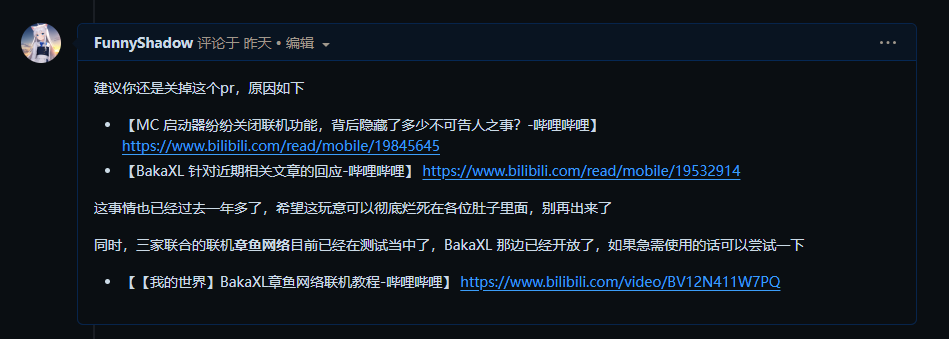 FunnyShadow 评论于 昨天 • 编辑
建议你还是关掉这个pr，原因如下
• 【MC 启动器纷纷关闭联机功能，背后隐藏了多少不可告人之事？-哔哩哔哩】
https://www.bilibili.com/read/mobile/19845645
• 【BakaXL 针对近期相关文章的回应-哔哩哔哩】 https://www.bilibili.com/read/mobile/19532914
这事情也已经过去一年多了，希望这玩意可以彻底烂死在各位肚子里面，别再出来了
同时，三家联合的联机章鱼网络目前已经在测试当中了，BakaXL 那边已经开放了，如果急需使用的话可以尝试一下
• 【【我的世界】BakaXL章鱼网络联机教程-哔哩哔哩】 https://www.bilibili.com/video/BV12N411W7PQ